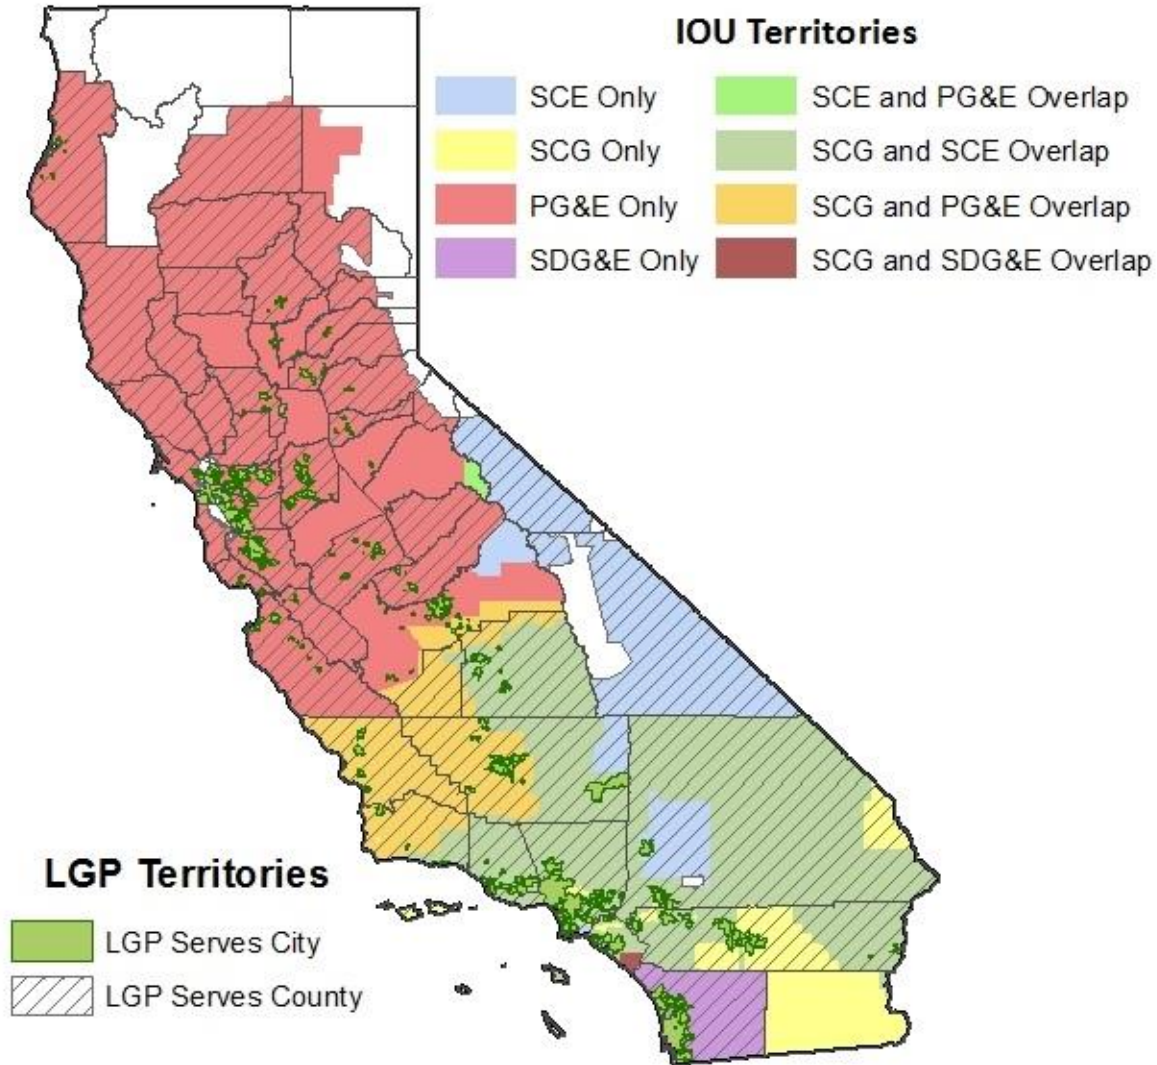 IOU Territories
SCE Only
SCE and PG&E Overlap
SCG Only
SCG and SCE Overlap
PG&E Only
SCG and PG&E Overlap
SDG&E Only
SCG and SDG&E Overlap
LGP Territories
LGP Serves City
LGP Serves County